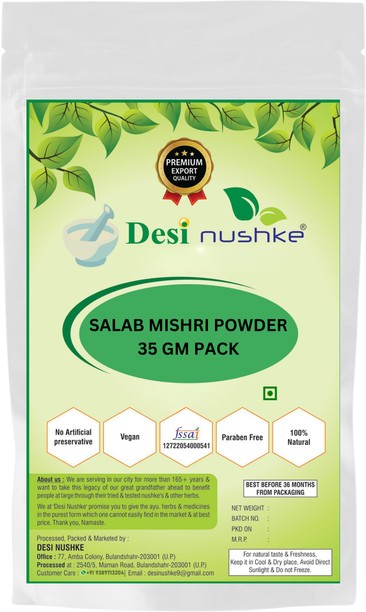 PREMIUM
EXPORT
QUALITY
Desi nushke®
SALAB MISHRI POWDER
35 GM PACK
No Artificial
preservative
Vegan
fssai
12722054000541
Paraben Free
100%
Natural
About us : We are serving in our city for more than 165+ years &
want to take this legacy of our great grandfather ahead to benefit
people at large through their tried & tested nushke's & other herbs.
We at 'Desi Nushke' promise you to give the ayu. herbs & medicines
in the purest form which one cannot easily find in the market & at best
price. Thank you, Namaste.
Processed, Packed & Marketed by :
DESI NUSHKE
Office : 77, Amba Colony, Bulandshahr-203001 (U.P.)
Processed at : 2540/5, Maman Road, Bulandshahr-203001 (U.P.)
Customer Care : +91 9389713204 | Email : desinushke9@gmail.com
BEST BEFORE 36 MONTHS
FROM PACKAGING
NET WEIGHT :
BATCH NO. :
PKD ON :
M.R.P. :
For natural taste & Freshness,
Keep it in Cool & Dry place, Avoid Direct
Sunlight & Do not Freeze.